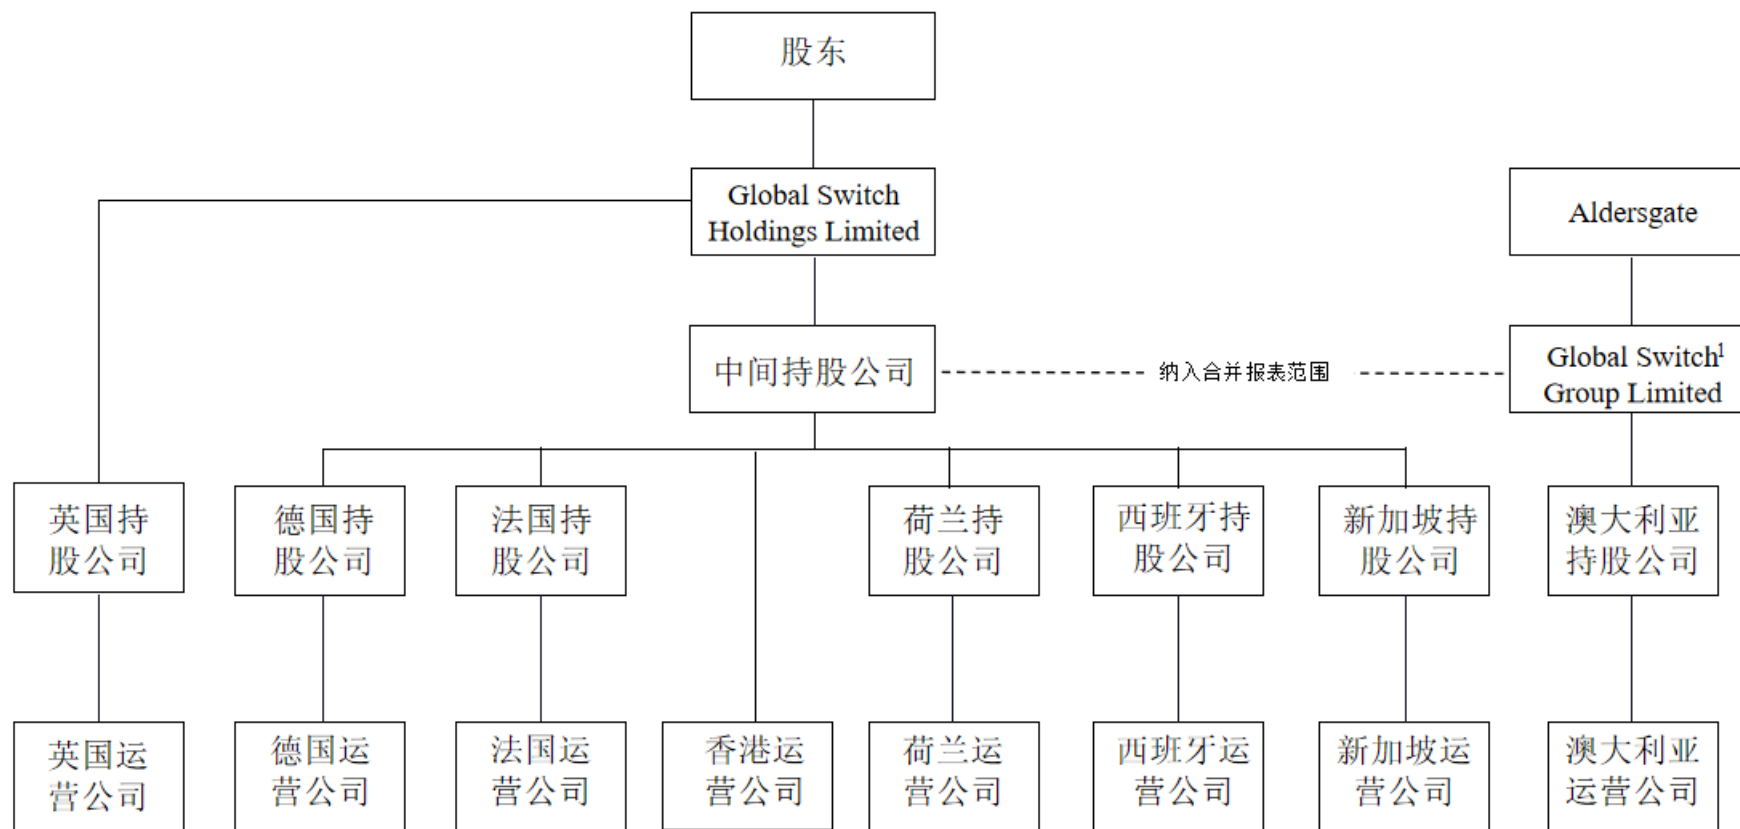 股东
Global Switch
Holdings Limited
Aldersgate
中间持股公司
纳入合并报表范围
Global Switch¹
Group Limited
英国持
股公司
德国持
股公司
法国持
股公司
荷兰持
股公司
西班牙持
股公司
新加坡持
股公司
澳大利亚
持股公司
英国运
营公司
德国运
营公司
法国运
营公司
香港运
营公司
荷兰运
营公司
西班牙运
营公司
新加坡运
营公司
澳大利亚
运营公司